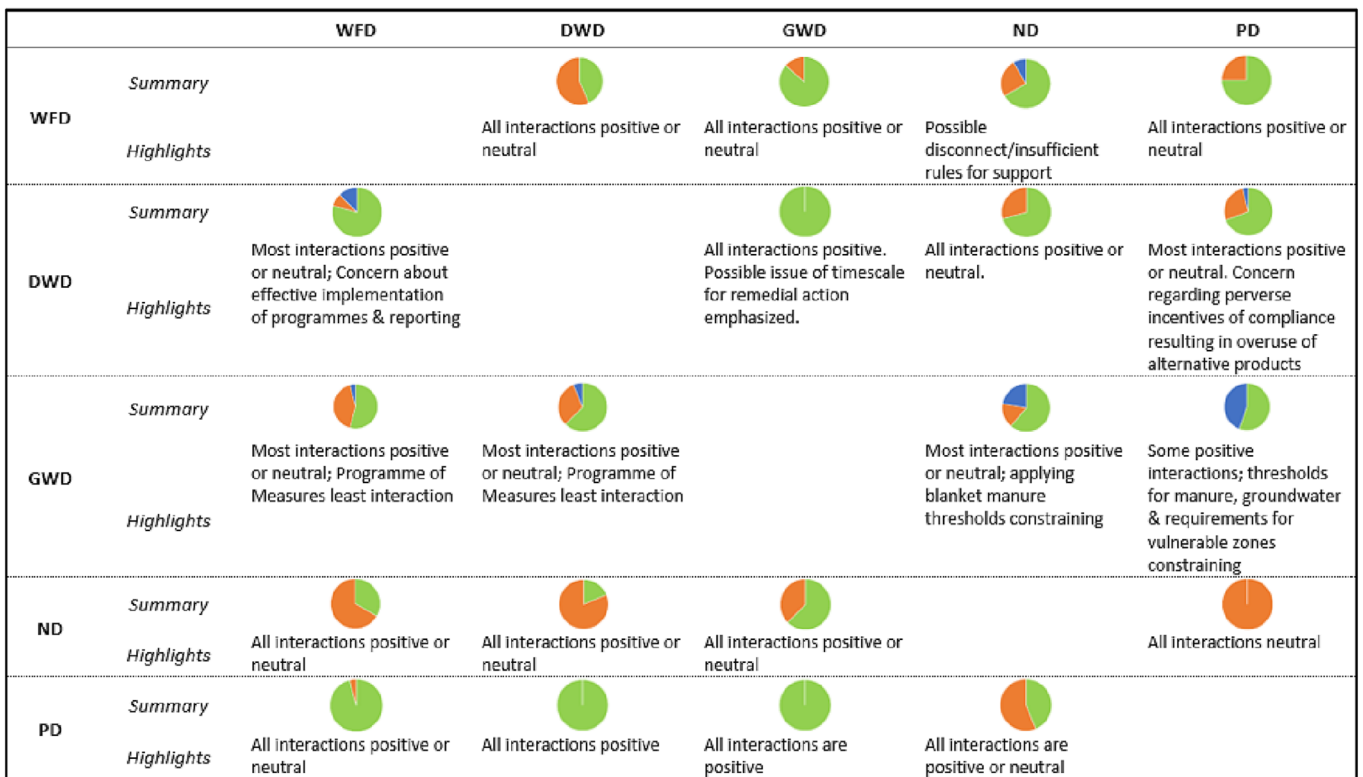 WFD DWD GWD ND PD
WFD
Summary
Highlights
All interactions positive or
neutral
All interactions positive or
neutral
Possible
disconnect/insufficient
rules for support
All interactions positive or
neutral
DWD
Summary
Highlights
Most interactions positive
or neutral; Concern about
effective implementation
of programmes & reporting
All interactions positive.
Possible issue of timescale
for remedial action
emphasized.
All interactions positive or
neutral.
Most interactions positive
or neutral. Concern
regarding perverse
incentives of compliance
resulting in overuse of
alternative products
GWD
Summary
Highlights
Most interactions positive
or neutral; Programme of
Measures least interaction
Most interactions positive
or neutral; Programme of
Measures least interaction
Most interactions positive
or neutral; applying
blanket manure
thresholds constraining
Some positive
interactions; thresholds
for manure, groundwater
& requirements for
vulnerable zones
constraining
ND
Summary
Highlights
All interactions positive or
neutral
All interactions positive or
neutral
All interactions positive or
neutral
All interactions neutral
PD
Summary
Highlights
All interactions positive or
neutral
All interactions positive
All interactions are
positive
All interactions are
positive or neutral